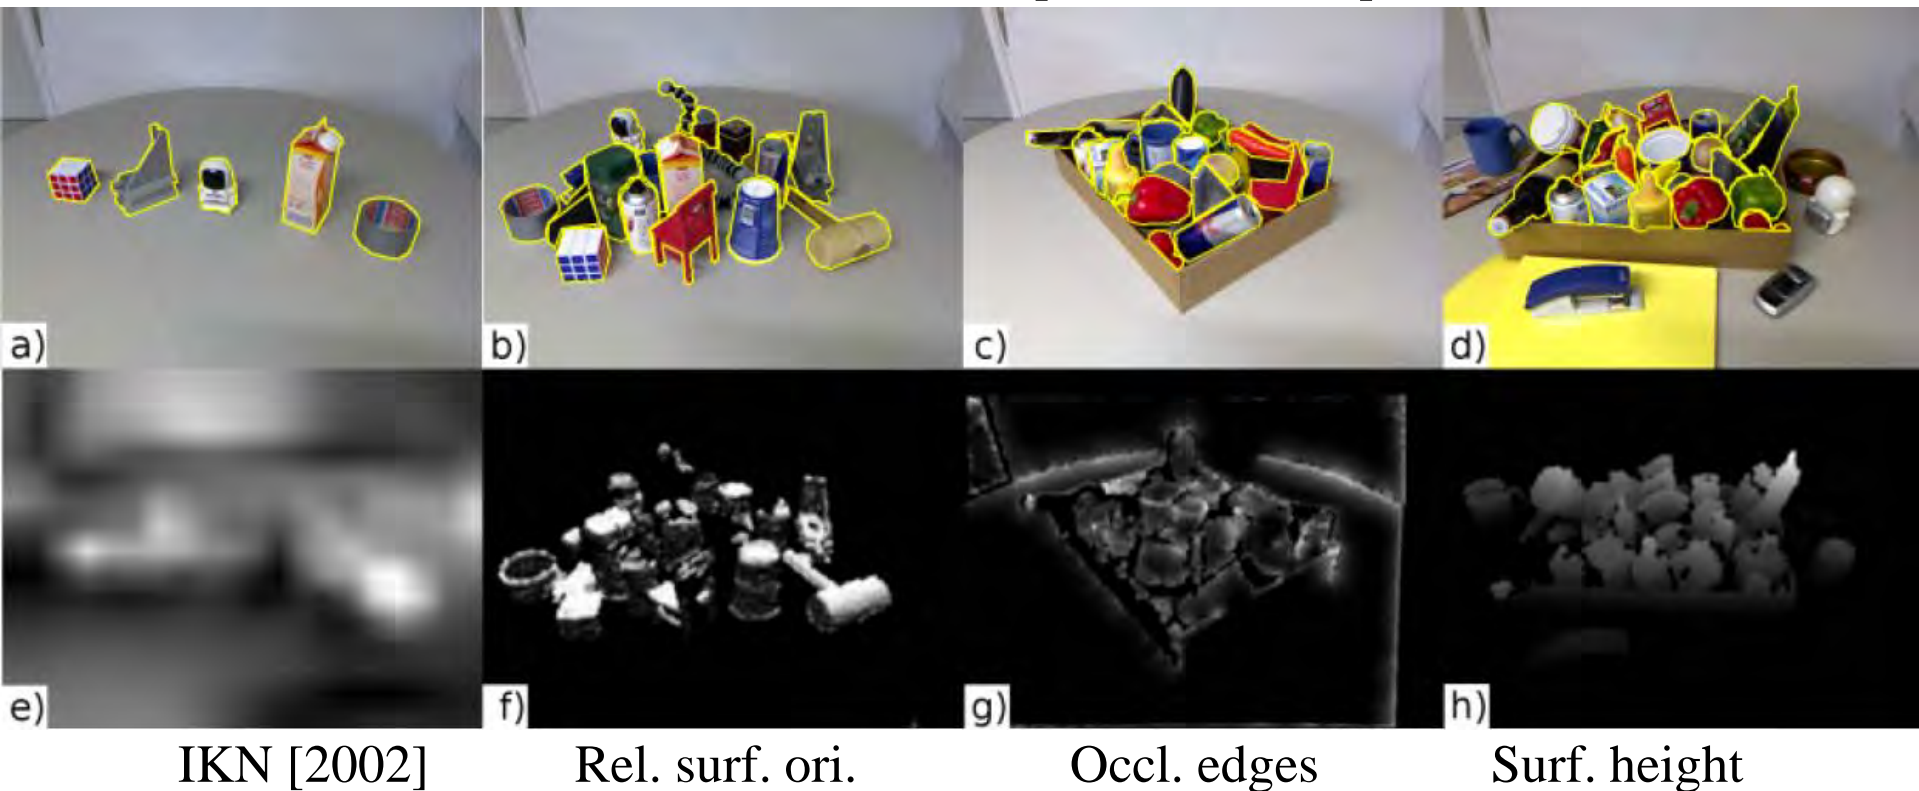 a) b) c) d)
e) f) g) h)
IKN [2002] Rel. surf. ori. Occl. edges Surf. height